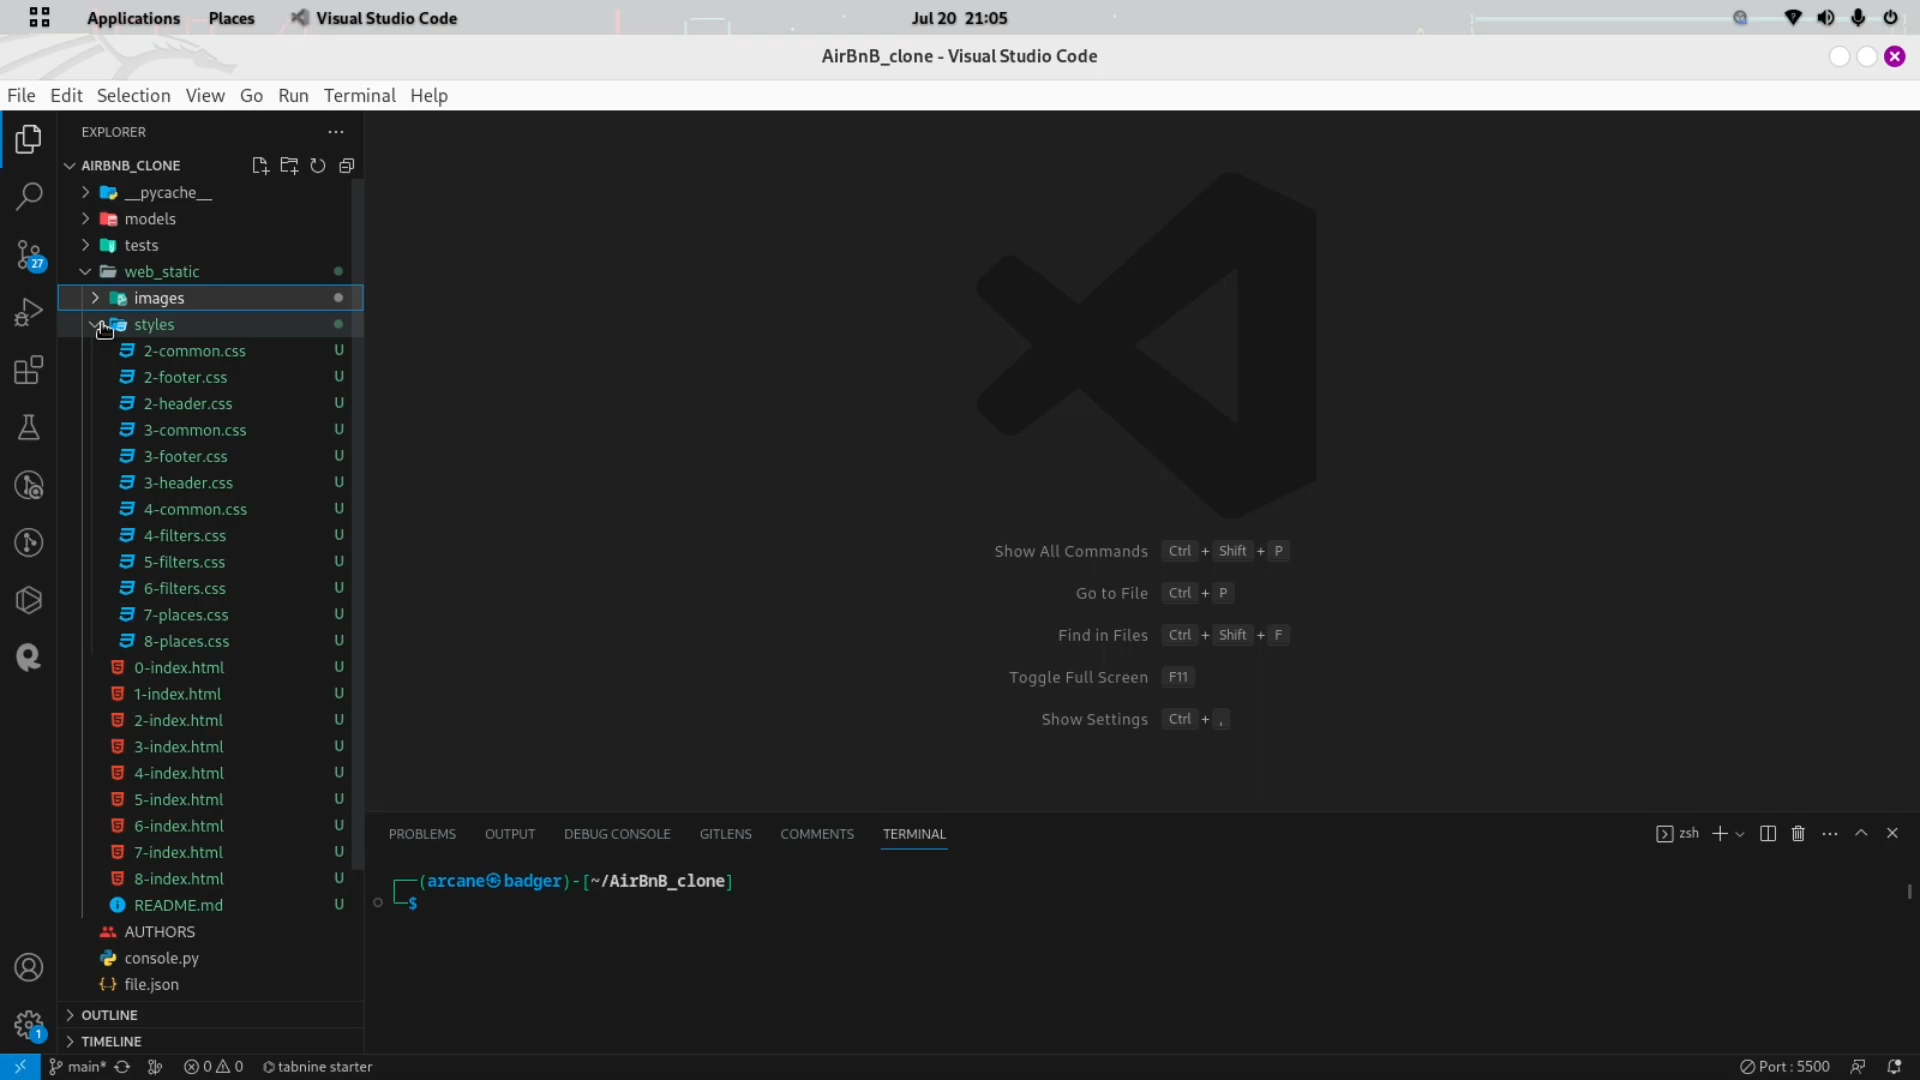 Applications Places Visual Studio Code Jul 20 21:05
AirBnB_clone - Visual Studio Code
File Edit Selection View Go Run Terminal Help
EXPLORER
AIRBNB_CLONE
__pycache__
models
tests
web_static
images
styles
2-common.css U
2-footer.css U
2-header.css U
3-common.css U
3-footer.css U
3-header.css U
4-common.css U
4-filters.css U
5-filters.css U
6-filters.css U
7-places.css U
8-places.css U
0-index.html U
1-index.html U
2-index.html U
3-index.html U
4-index.html U
5-index.html U
6-index.html U
7-index.html U
8-index.html U
README.md U
AUTHORS
console.py
file.json
OUTLINE
TIMELINE
27
1
Show All Commands Ctrl + Shift + P
Go to File Ctrl + P
Find in Files Ctrl + Shift + F
Toggle Full Screen F11
Show Settings Ctrl + ,
PROBLEMS OUTPUT DEBUG CONSOLE GITLENS COMMENTS TERMINAL zsh
(arcane㉿badger)-[~/AirBnB_clone]
$
main* 0 0 tabnine starter Port : 5500